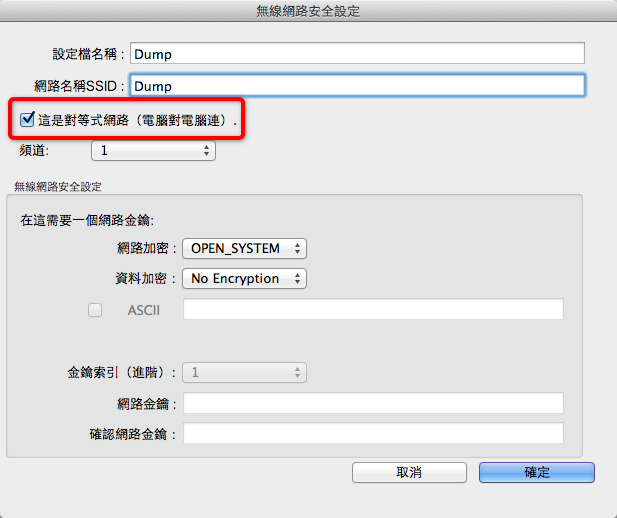 無線網路安全設定
設定檔名稱 : Dump
網路名稱SSID : Dump
這是對等式網路（電腦對電腦連）.
頻道: 1
無線網路安全設定
在這需要一個網路金鑰:
網路加密 : OPEN_SYSTEM
資料加密 : No Encryption
ASCII
金鑰索引（進階）: 1
網路金鑰 :
確認網路金鑰 :
取消 確定